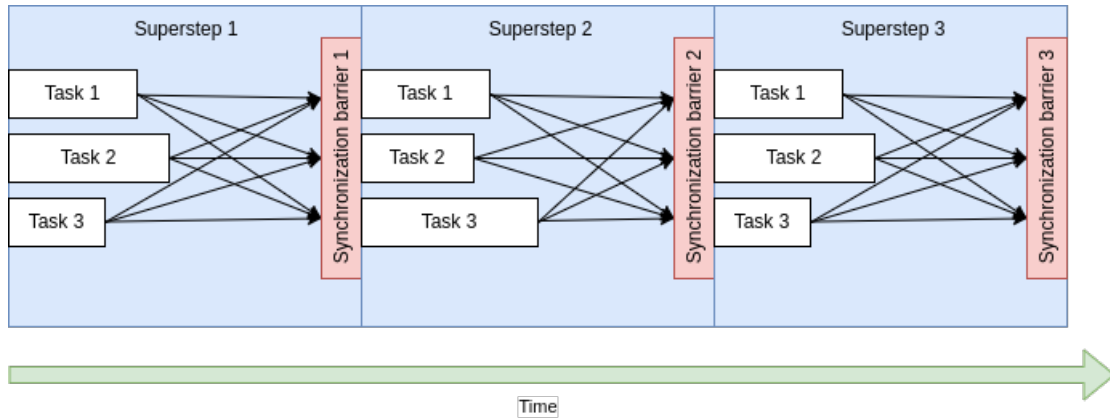 Superstep 1
Superstep 2
Superstep 3
Task 1
Task 2
Task 3
Synchronization barrier 1
Task 1
Task 2
Task 3
Synchronization barrier 2
Task 1
Task 2
Task 3
Synchronization barrier 3
Time